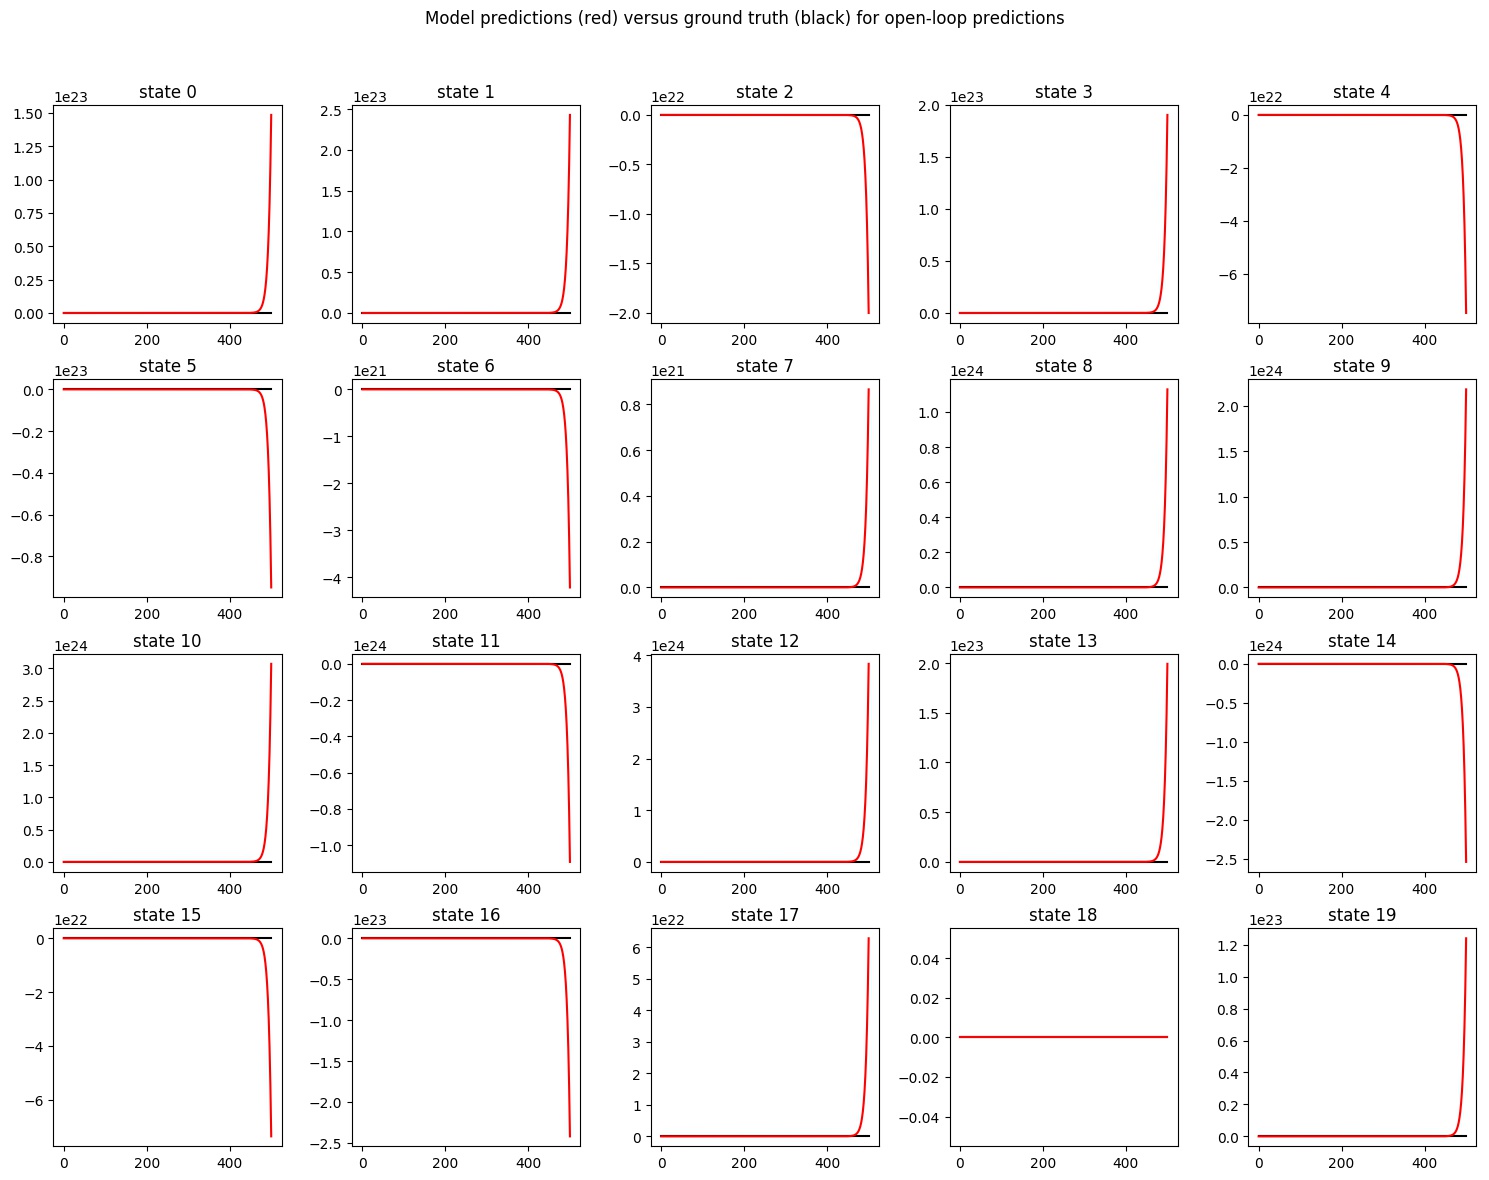 Model predictions (red) versus ground truth (black) for open-loop predictions
state 0
1e23
1.50
1.25
1.00
0.75
0.50
0.25
0.00
0 200 400
state 1
1e23
2.5
2.0
1.5
1.0
0.5
0.0
0 200 400
state 2
1e22
0.0
−0.5
−1.0
−1.5
−2.0
0 200 400
state 3
1e23
2.0
1.5
1.0
0.5
0.0
0 200 400
state 4
1e22
0
−2
−4
−6
0 200 400
state 5
1e23
0.0
−0.2
−0.4
−0.6
−0.8
0 200 400
state 6
1e21
0
−1
−2
−3
−4
0 200 400
state 7
1e21
0.8
0.6
0.4
0.2
0.0
0 200 400
state 8
1e24
1.0
0.8
0.6
0.4
0.2
0.0
0 200 400
state 9
1e24
2.0
1.5
1.0
0.5
0.0
0 200 400
state 10
1e24
3.0
2.5
2.0
1.5
1.0
0.5
0.0
0 200 400
state 11
1e24
0.0
−0.2
−0.4
−0.6
−0.8
−1.0
0 200 400
state 12
1e24
4
3
2
1
0
0 200 400
state 13
1e23
2.0
1.5
1.0
0.5
0.0
0 200 400
state 14
1e24
0.0
−0.5
−1.0
−1.5
−2.0
−2.5
0 200 400
state 15
1e22
0
−2
−4
−6
0 200 400
state 16
1e23
0.0
−0.5
−1.0
−1.5
−2.0
−2.5
0 200 400
state 17
1e22
6
5
4
3
2
1
0
0 200 400
state 18
0.04
0.02
0.00
−0.02
−0.04
0 200 400
state 19
1e23
1.2
1.0
0.8
0.6
0.4
0.2
0.0
0 200 400